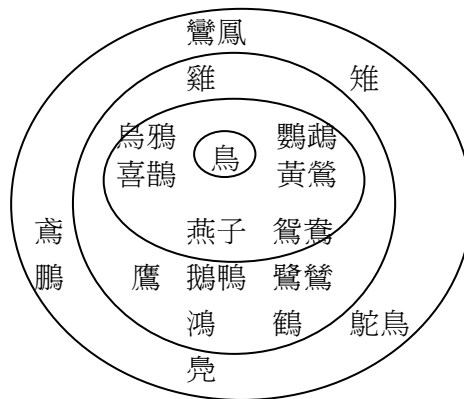 鸞鳳
雞 雉
烏鴉 鸚鵡
鳥
喜鵲 黃鶯
鳶 燕子 鴛鴦
鵬 鷹 鵝鴨 鷺鷥
鴻 鶴 鴕鳥
鳧